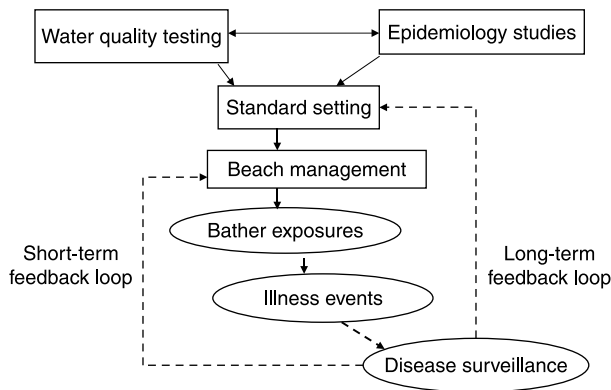 Water quality testing
Epidemiology studies
Standard setting
Beach management
Bather exposures
Short-term
feedback loop
Long-term
feedback loop
Illness events
Disease surveillance